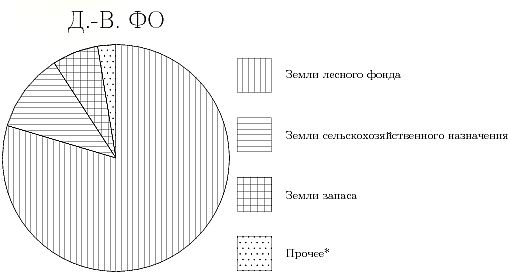 Д.-В. ФО
Земли лесного фонда
Земли сельскохозяйственного назначения
Земли запаса
Прочее*